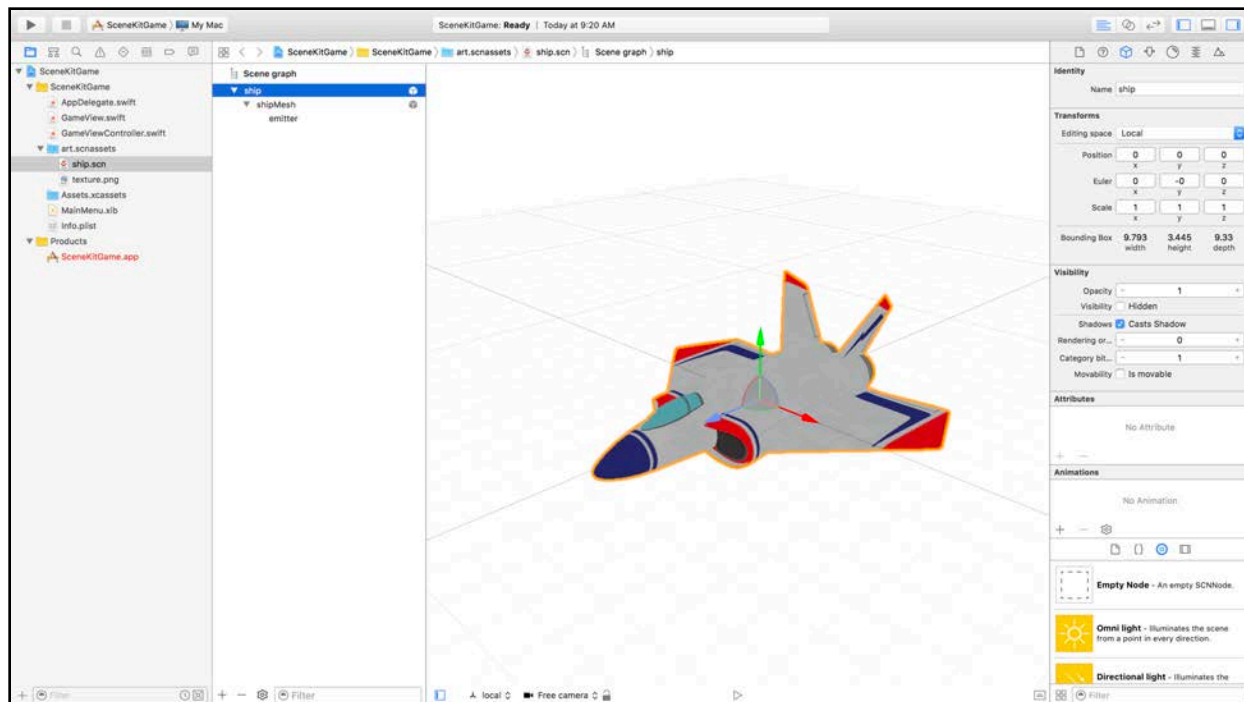 SceneKitGame 〉 My Mac
SceneKitGame: Ready | Today at 9:20 AM
SceneKitGame 〉 SceneKitGame 〉 art.scnassets 〉 ship.scn 〉 Scene graph 〉 ship
SceneKitGame
SceneKitGame
AppDelegate.swift
GameView.swift
GameViewController.swift
art.scnassets
ship.scn
texture.png
Assets.xcassets
MainMenu.xib
Info.plist
Products
SceneKitGame.app
Filter
Scene graph
ship
shipMesh
emitter
Filter
local
Free camera
Identity
Name ship
Transforms
Editing space Local
Position 0 0 0
x y z
Euler 0 -0 0
x y z
Scale 1 1 1
x y z
Bounding Box 9.793 3.445 9.33
width height depth
Visibility
Opacity - 1 +
Visibility Hidden
Shadows Casts Shadow
Rendering or... - 0 +
Category bit... - 1 +
Movability Is movable
Attributes
No Attribute
+ −
Animations
No Animation
+ −
Empty Node - An empty SCNNode.
Omni light - Illuminates the scene
from a point in every direction.
Directional light - Illuminates the
Filter